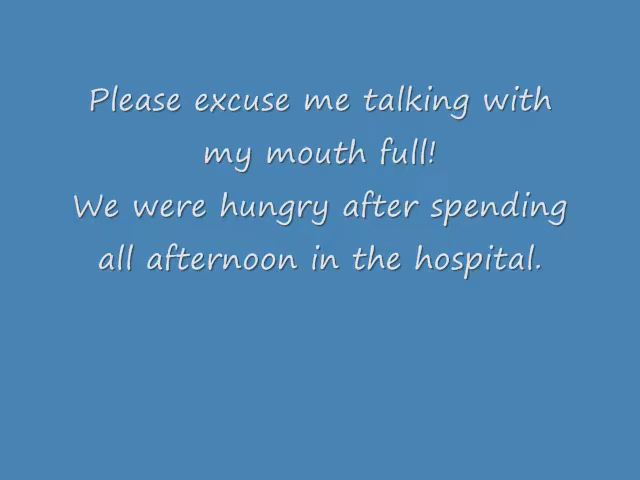 Please excuse me talking with
my mouth full!
We were hungry after spending
all afternoon in the hospital.